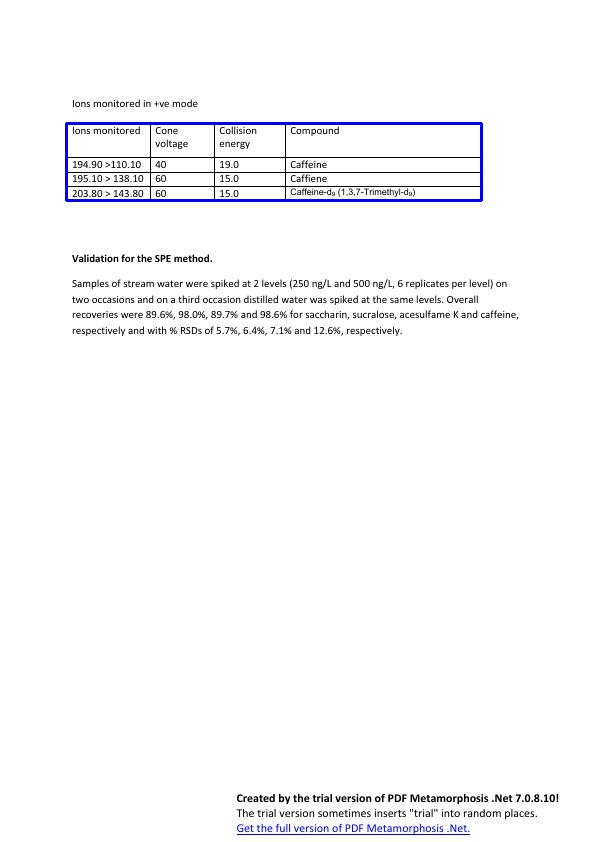 Ions monitored in +ve mode
Ions monitored Cone voltage Collision energy Compound
194.90 >110.10 40 19.0 Caffeine
195.10 > 138.10 60 15.0 Caffiene
203.80 > 143.80 60 15.0 Caffeine-d₉ (1,3,7-Trimethyl-d₉)
Validation for the SPE method.
Samples of stream water were spiked at 2 levels (250 ng/L and 500 ng/L, 6 replicates per level) on
two occasions and on a third occasion distilled water was spiked at the same levels. Overall
recoveries were 89.6%, 98.0%, 89.7% and 98.6% for saccharin, sucralose, acesulfame K and caffeine,
respectively and with % RSDs of 5.7%, 6.4%, 7.1% and 12.6%, respectively.
Created by the trial version of PDF Metamorphosis .Net 7.0.8.10!
The trial version sometimes inserts "trial" into random places.
Get the full version of PDF Metamorphosis .Net.